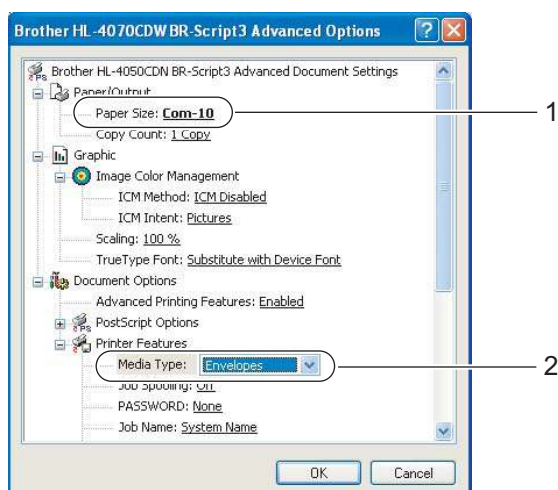 Brother HL-4070CDW BR-Script3 Advanced Options
Brother HL-4050CDN BR-Script3 Advanced Document Settings
Paper/Output
Paper Size: Com-10 1
Copy Count: 1 Copy
Graphic
Image Color Management
ICM Method: ICM Disabled
ICM Intent: Pictures
Scaling: 100 %
TrueType Font: Substitute with Device Font
Document Options
Advanced Printing Features: Enabled
PostScript Options
Printer Features
Media Type: Envelopes 2
Job Spooling: Off
PASSWORD: None
Job Name: System Name
OK Cancel